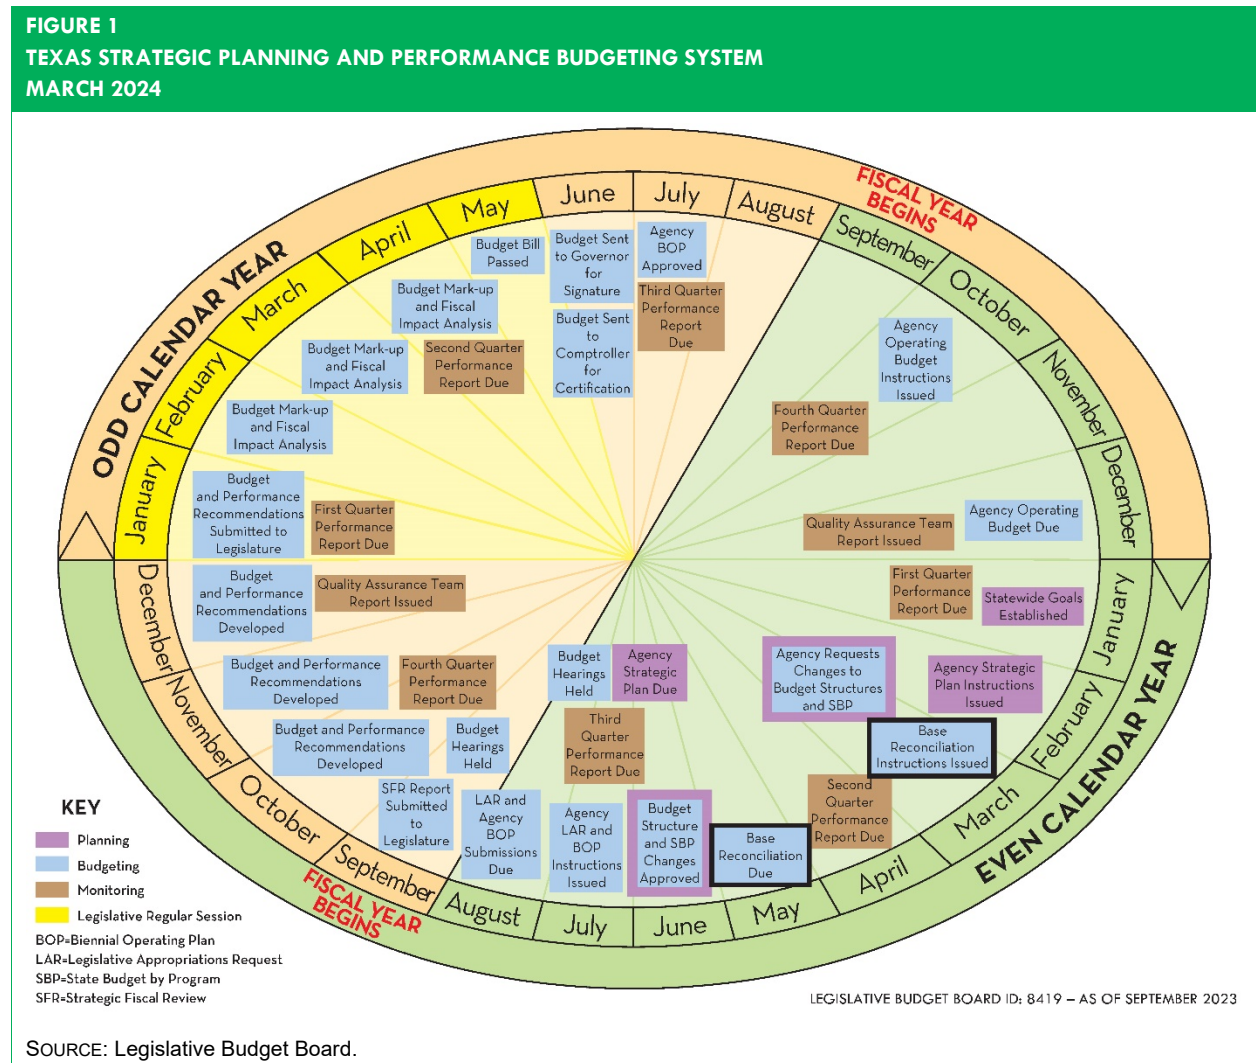 FIGURE 1
TEXAS STRATEGIC PLANNING AND PERFORMANCE BUDGETING SYSTEM
MARCH 2024
ODD CALENDAR YEAR
January
February
March
April
May
June
July
August
FISCAL YEAR
BEGINS
September
October
November
December
Budget Bill
Passed
Budget Sent
to Governor
for
Signature
Agency
BOP
Approved
Budget Mark-up
and Fiscal
Impact Analysis
Third Quarter
Performance
Report
Due
Budget Sent
to
Comptroller
for
Certification
Agency
Operating
Budget
Instructions
Issued
Budget Mark-up
and Fiscal
Impact Analysis
Second Quarter
Performance
Report Due
Budget Mark-up
and Fiscal
Impact Analysis
Fourth Quarter
Performance
Report Due
Budget
and Performance
Recommendations
Submitted to
Legislature
First Quarter
Performance
Report Due
Quality Assurance Team
Report Issued
Agency Operating
Budget Due
Budget
and Performance
Recommendations
Developed
Quality Assurance Team
Report Issued
First Quarter
Performance
Report Due
Statewide Goals
Established
Budget and Performance
Recommendations
Developed
Fourth Quarter
Performance
Report Due
Budget
Hearings
Held
Agency
Strategic
Plan Due
Agency Requests
Changes to
Budget Structures
and SBP
Agency Strategic
Plan Instructions
Issued
Budget and Performance
Recommendations
Developed
Budget
Hearings
Held
Third
Quarter
Performance
Report Due
Base
Reconciliation
Instructions Issued
SFR Report
Submitted
to
Legislature
LAR and
Agency
BOP
Submissions
Due
Agency
LAR and
BOP
Instructions
Issued
Budget
Structure
and SBP
Changes
Approved
Base
Reconciliation
Due
Second
Quarter
Performance
Report Due
EVEN CALENDAR YEAR
January
February
March
April
May
June
July
August
FISCAL YEAR
BEGINS
September
October
November
December
KEY
Planning
Budgeting
Monitoring
Legislative Regular Session
BOP=Biennial Operating Plan
LAR=Legislative Appropriations Request
SBP=State Budget by Program
SFR=Strategic Fiscal Review
LEGISLATIVE BUDGET BOARD ID: 8419 – AS OF SEPTEMBER 2023
SOURCE: Legislative Budget Board.